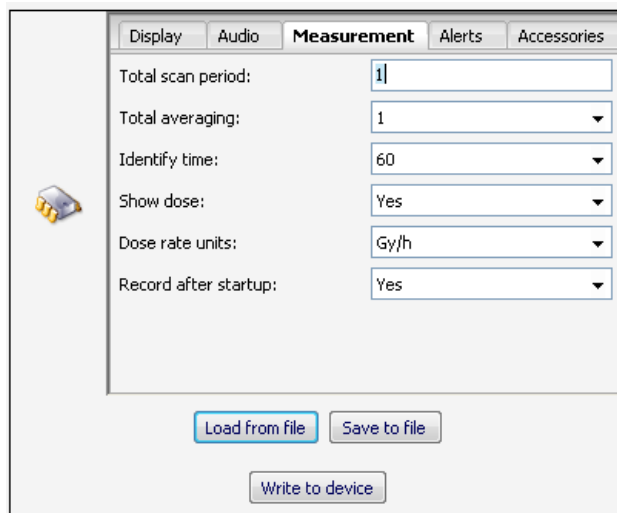 Display Audio Measurement Alerts Accessories
Total scan period: 1
Total averaging: 1
Identify time: 60
Show dose: Yes
Dose rate units: Gy/h
Record after startup: Yes
Load from file Save to file
Write to device